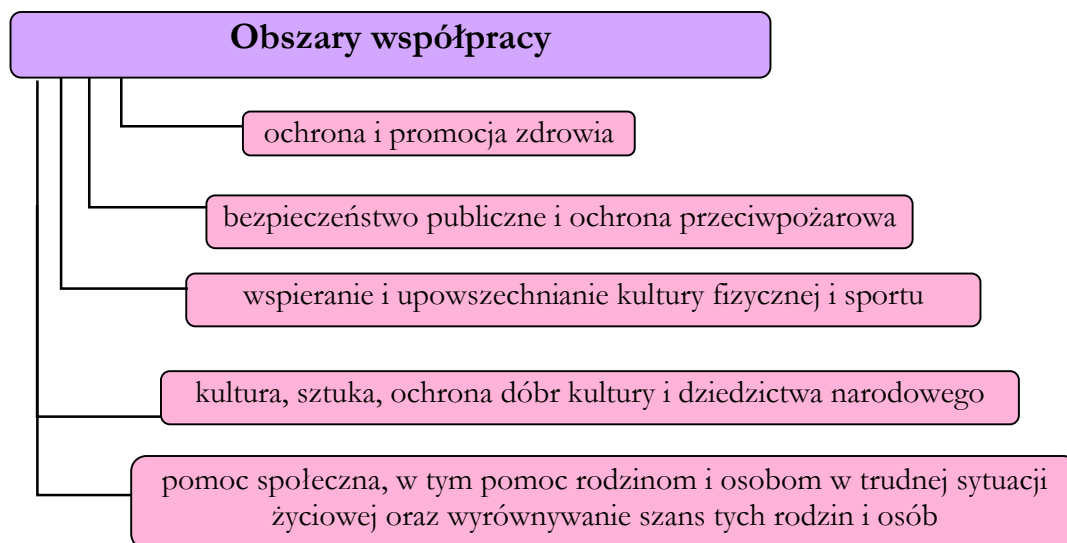 Obszary współpracy
ochrona i promocja zdrowia
bezpieczeństwo publiczne i ochrona przeciwpożarowa
wspieranie i upowszechnianie kultury fizycznej i sportu
kultura, sztuka, ochrona dóbr kultury i dziedzictwa narodowego
pomoc społeczna, w tym pomoc rodzinom i osobom w trudnej sytuacji
życiowej oraz wyrównywanie szans tych rodzin i osób